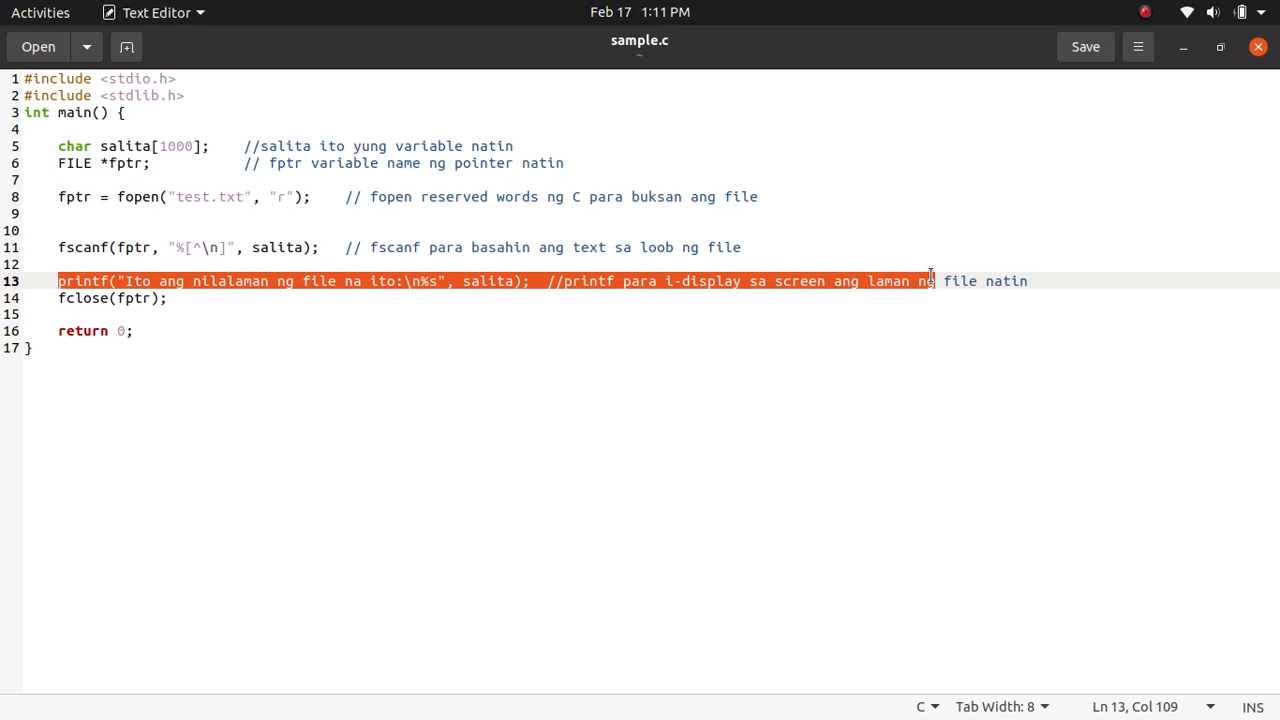 Activities Text Editor Feb 17 1:11 PM
Open sample.c Save
~
1 #include <stdio.h>
2 #include <stdlib.h>
3 int main() {
4
5 char salita[1000]; //salita ito yung variable natin
6 FILE *fptr; // fptr variable name ng pointer natin
7
8 fptr = fopen("test.txt", "r"); // fopen reserved words ng C para buksan ang file
9
10
11 fscanf(fptr, "%[^\n]", salita); // fscanf para basahin ang text sa loob ng file
12
13 printf("Ito ang nilalaman ng file na ito:\n%s", salita); //printf para i-display sa screen ang laman ng file natin
14 fclose(fptr);
15
16 return 0;
17 }
C Tab Width: 8 Ln 13, Col 109 INS